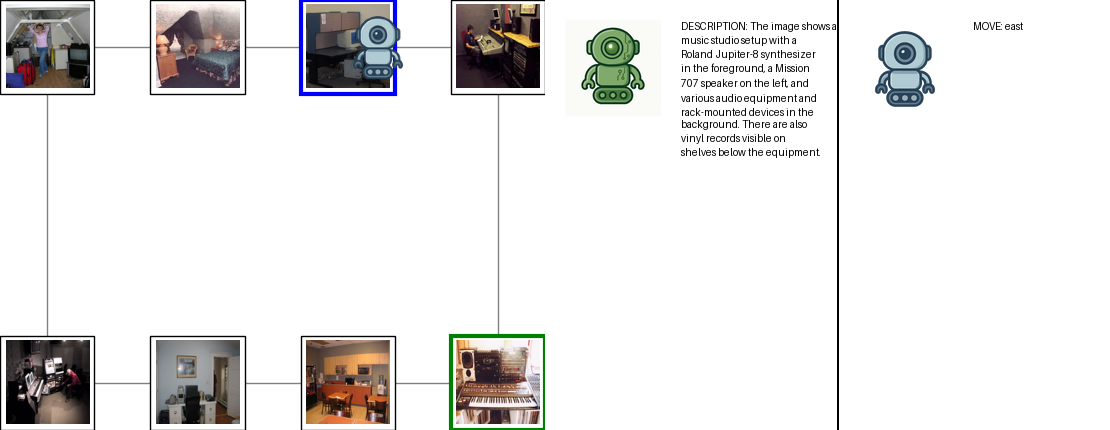 DESCRIPTION: The image shows a
music studio setup with a
Roland Jupiter-8 synthesizer
in the foreground, a Mission
707 speaker on the left, and
various audio equipment and
rack-mounted devices in the
background. There are also
vinyl records visible on
shelves below the equipment.
MOVE: east